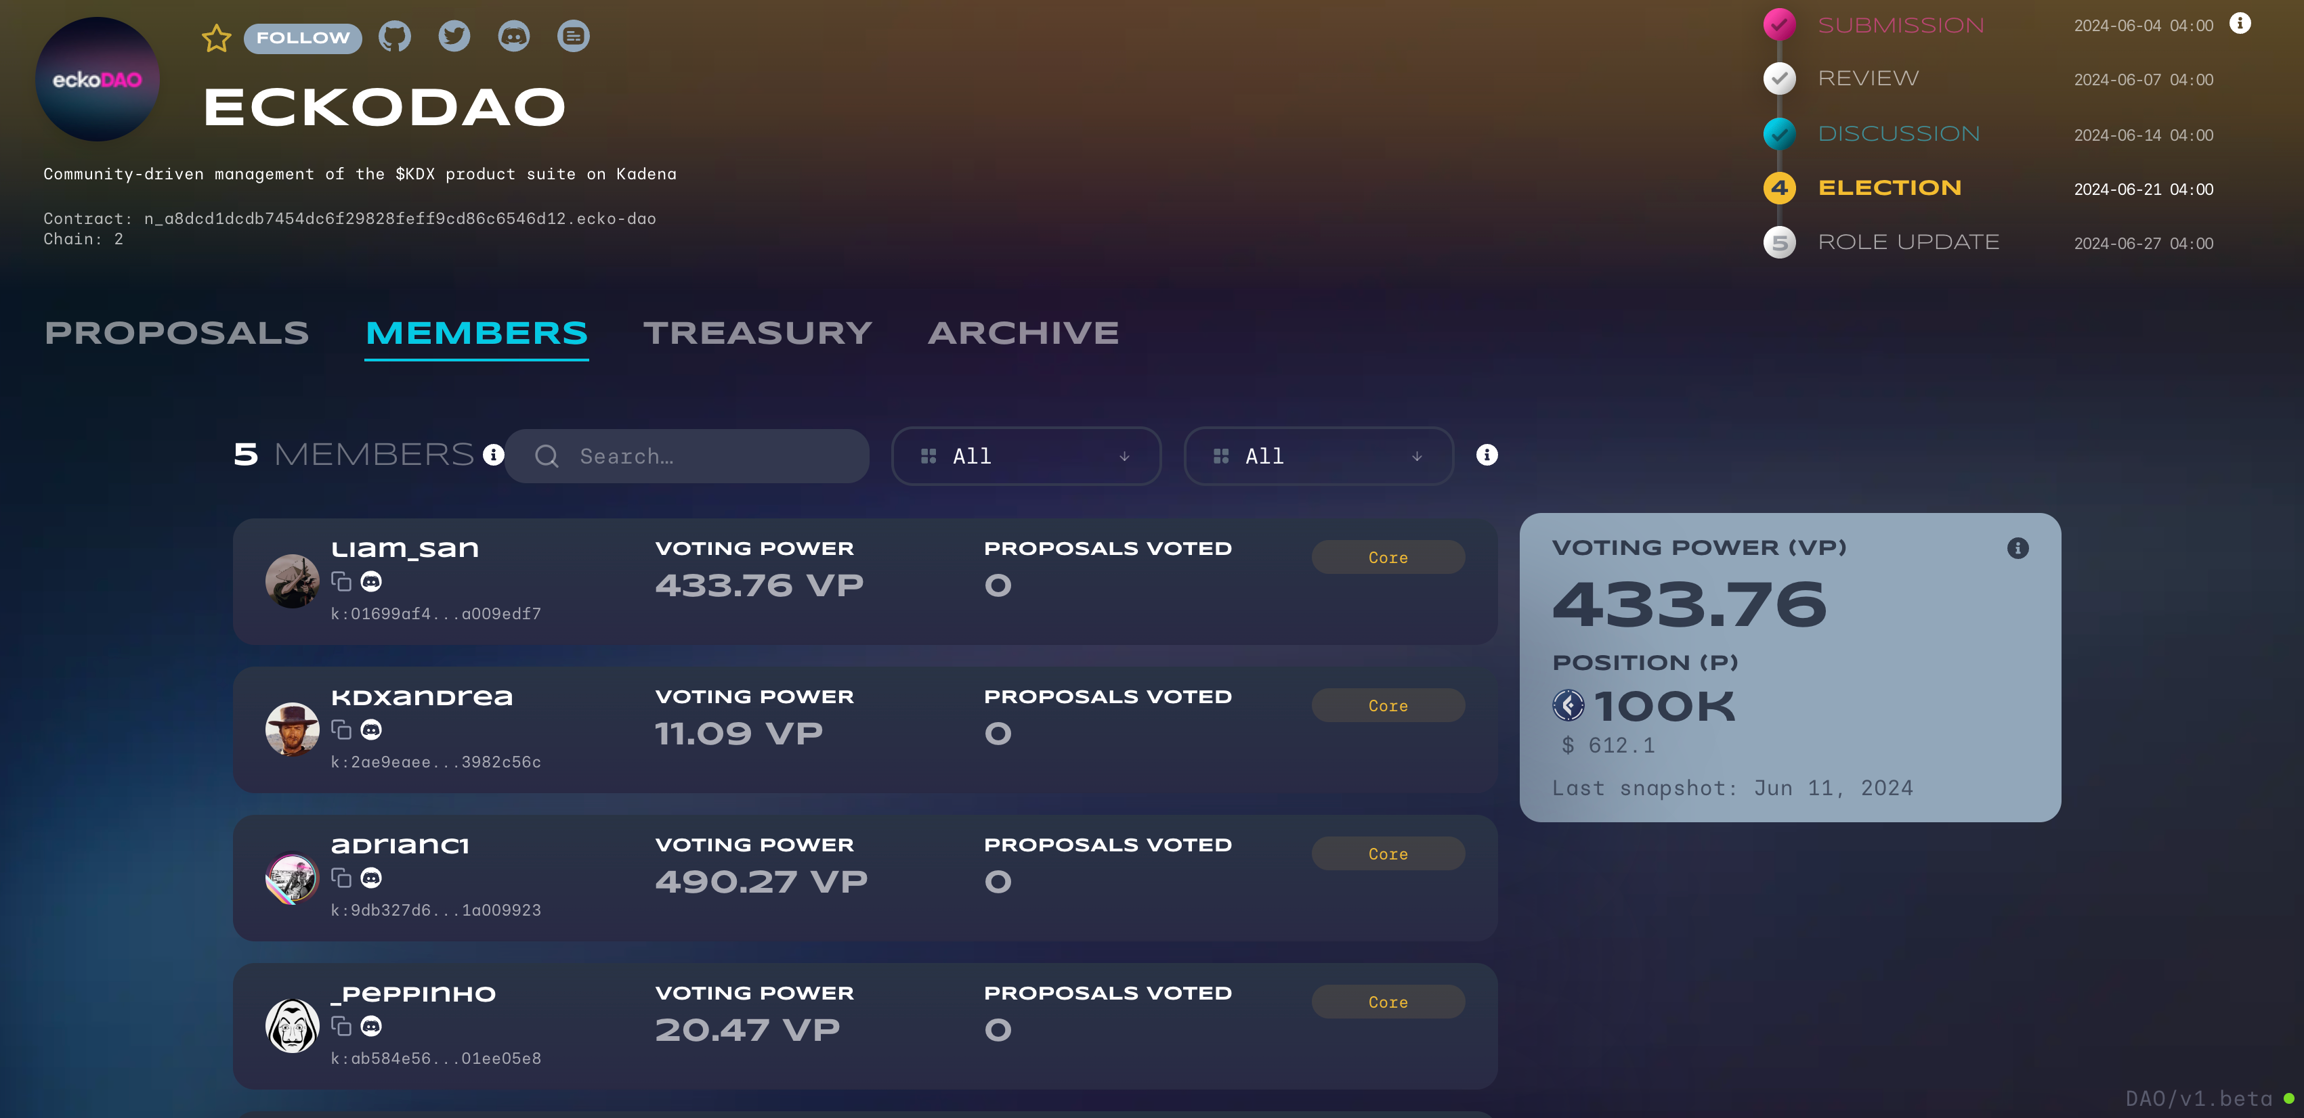 eckoDAO
FOLLOW
ECKODAO
Community-driven management of the $KDX product suite on Kadena
Contract: n_a8dcd1dcdb7454dc6f29828feff9cd86c6546d12.ecko-dao
Chain: 2
SUBMISSION 2024-06-04 04:00
REVIEW 2024-06-07 04:00
DISCUSSION 2024-06-14 04:00
4 ELECTION 2024-06-21 04:00
5 ROLE UPDATE 2024-06-27 04:00
PROPOSALS MEMBERS TREASURY ARCHIVE
5 MEMBERS Search… All All
Liam_san VOTING POWER PROPOSALS VOTED Core
433.76 VP 0
k:01699af4...a009edf7
kdxandrea VOTING POWER PROPOSALS VOTED Core
11.09 VP 0
k:2ae9eaee...3982c56c
adrianc1 VOTING POWER PROPOSALS VOTED Core
490.27 VP 0
k:9db327d6...1a009923
_peppinho VOTING POWER PROPOSALS VOTED Core
20.47 VP 0
k:ab584e56...01ee05e8
VOTING POWER (VP)
433.76
POSITION (P)
100K
$ 612.1
Last snapshot: Jun 11, 2024
DAO/v1.beta